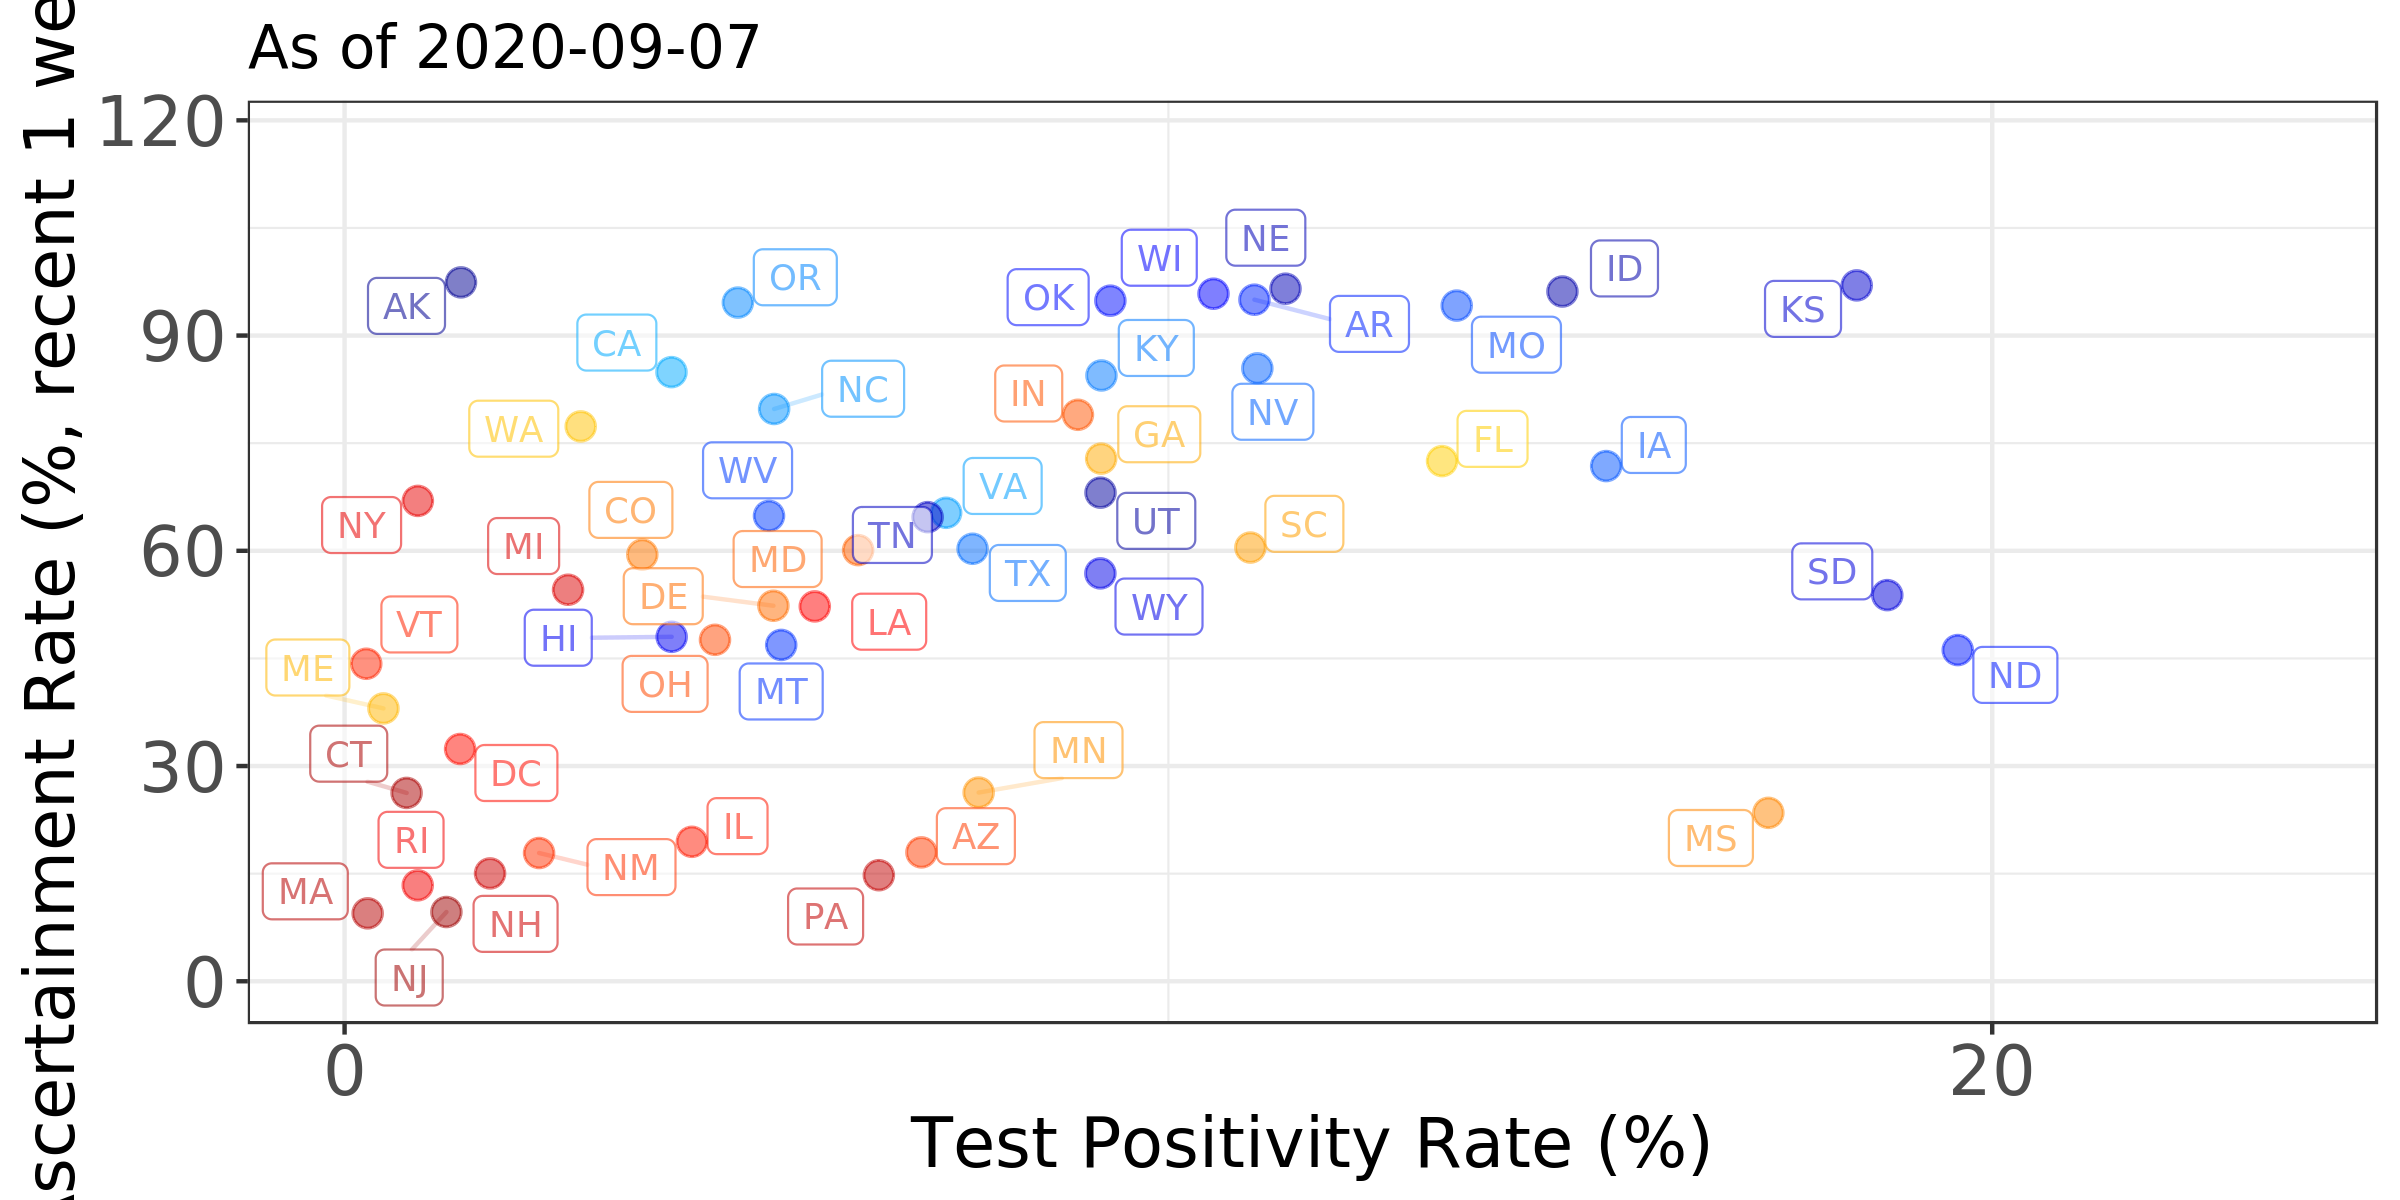 As of 2020-09-07
Ascertainment Rate (%, recent 1 we
120
90
60
30
0
NE
WI
ID
OR
OK
AK
KS
AR
CA
KY
MO
NC
IN
NV
WA
GA
FL
IA
WV
VA
CO
NY
TN
UT
SC
MI
MD
TX
SD
DE
WY
VT
LA
HI
ME
ND
OH
MT
CT
MN
DC
IL
AZ
RI
MS
NM
MA
PA
NH
NJ
0
20
Test Positivity Rate (%)